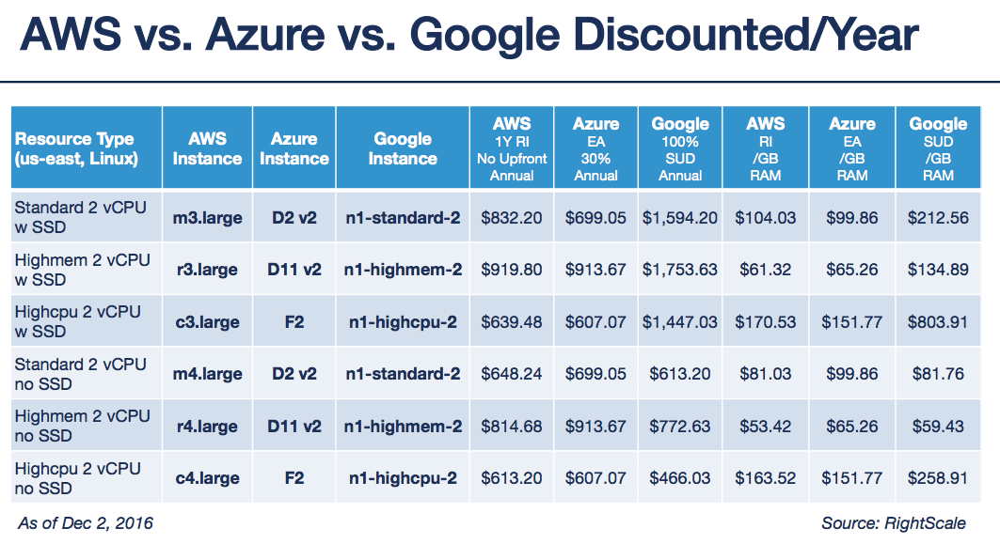 AWS vs. Azure vs. Google Discounted/Year
Resource Type (us-east, Linux) AWS Instance Azure Instance Google Instance AWS 1Y RI No Upfront Annual Azure EA 30% Annual Google 100% SUD Annual AWS RI /GB RAM Azure EA /GB RAM Google SUD /GB RAM
Standard 2 vCPU w SSD m3.large D2 v2 n1-standard-2 $832.20 $699.05 $1,594.20 $104.03 $99.86 $212.56
Highmem 2 vCPU w SSD r3.large D11 v2 n1-highmem-2 $919.80 $913.67 $1,753.63 $61.32 $65.26 $134.89
Highcpu 2 vCPU w SSD c3.large F2 n1-highcpu-2 $639.48 $607.07 $1,447.03 $170.53 $151.77 $803.91
Standard 2 vCPU no SSD m4.large D2 v2 n1-standard-2 $648.24 $699.05 $613.20 $81.03 $99.86 $81.76
Highmem 2 vCPU no SSD r4.large D11 v2 n1-highmem-2 $814.68 $913.67 $772.63 $53.42 $65.26 $59.43
Highcpu 2 vCPU no SSD c4.large F2 n1-highcpu-2 $613.20 $607.07 $466.03 $163.52 $151.77 $258.91
As of Dec 2, 2016 Source: RightScale